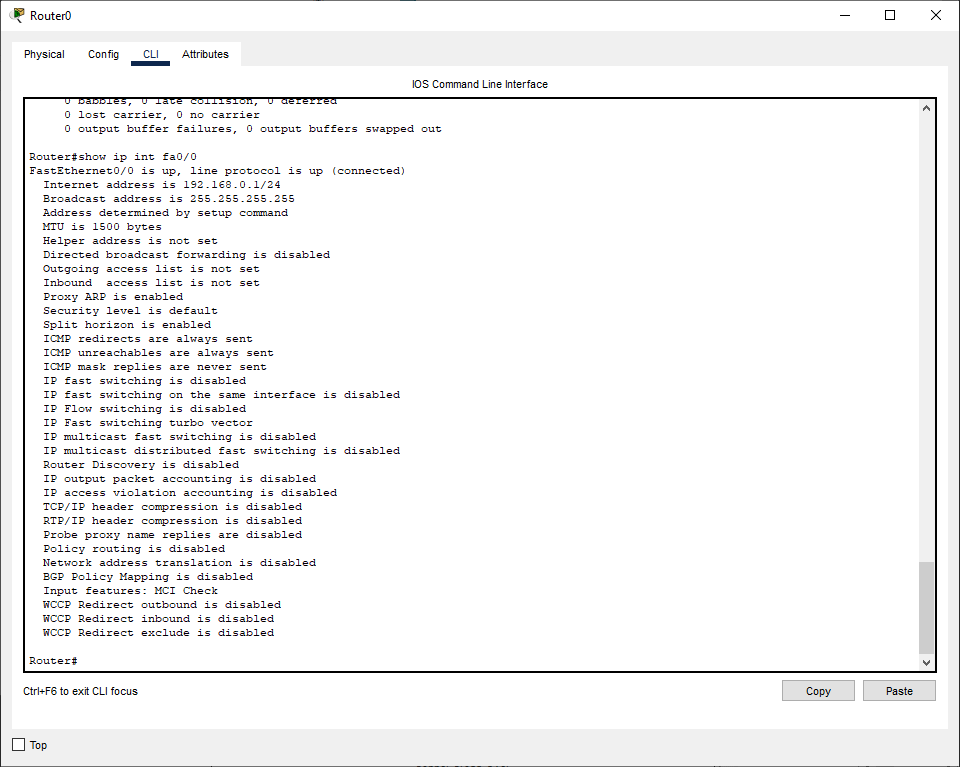 Router0
Physical Config CLI Attributes
IOS Command Line Interface
0 babbles, 0 late collision, 0 deferred
0 lost carrier, 0 no carrier
0 output buffer failures, 0 output buffers swapped out
Router#show ip int fa0/0
FastEthernet0/0 is up, line protocol is up (connected)
Internet address is 192.168.0.1/24
Broadcast address is 255.255.255.255
Address determined by setup command
MTU is 1500 bytes
Helper address is not set
Directed broadcast forwarding is disabled
Outgoing access list is not set
Inbound  access list is not set
Proxy ARP is enabled
Security level is default
Split horizon is enabled
ICMP redirects are always sent
ICMP unreachables are always sent
ICMP mask replies are never sent
IP fast switching is disabled
IP fast switching on the same interface is disabled
IP Flow switching is disabled
IP Fast switching turbo vector
IP multicast fast switching is disabled
IP multicast distributed fast switching is disabled
Router Discovery is disabled
IP output packet accounting is disabled
IP access violation accounting is disabled
TCP/IP header compression is disabled
RTP/IP header compression is disabled
Probe proxy name replies are disabled
Policy routing is disabled
Network address translation is disabled
BGP Policy Mapping is disabled
Input features: MCI Check
WCCP Redirect outbound is disabled
WCCP Redirect inbound is disabled
WCCP Redirect exclude is disabled
Router#
Ctrl+F6 to exit CLI focus
Copy Paste
Top